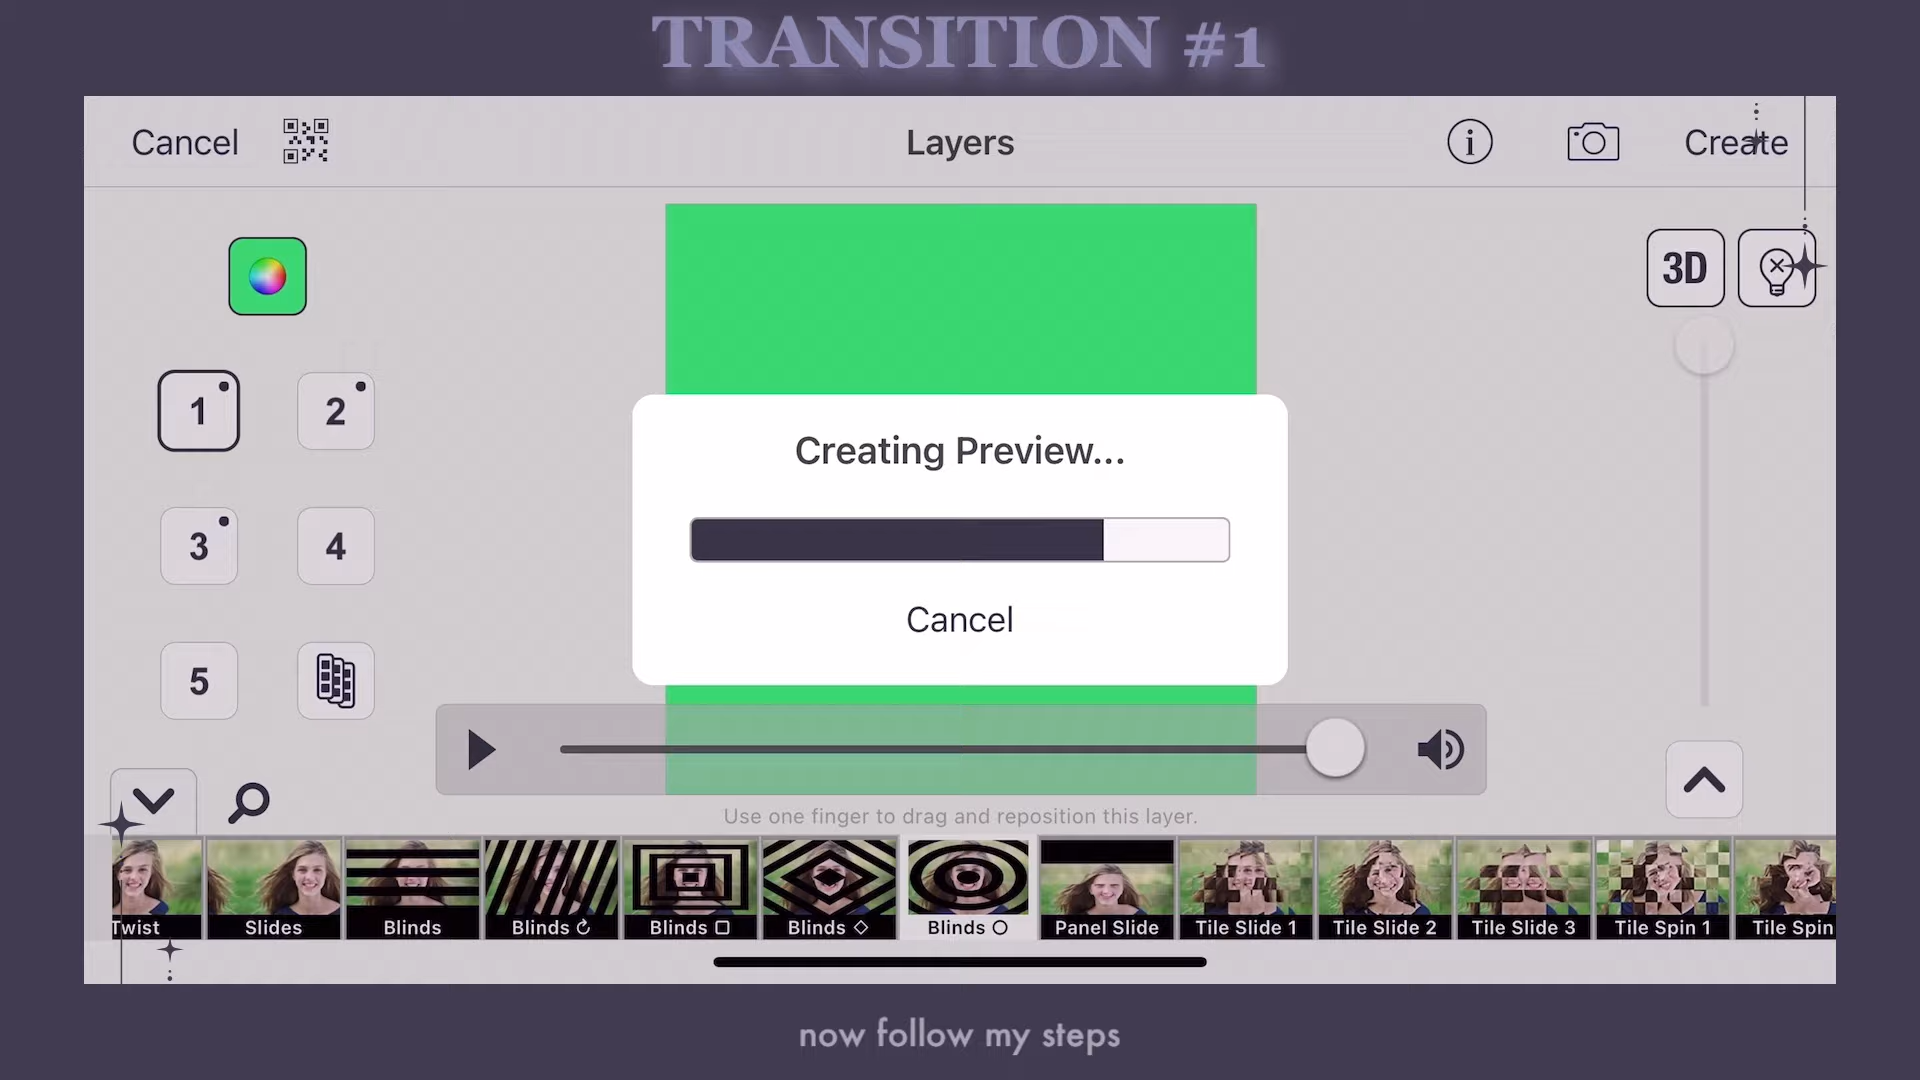 TRANSITION #1
Cancel
Layers
Create
3D
1
2
3
4
5
Creating Preview...
Cancel
Use one finger to drag and reposition this layer.
Twist
Slides
Blinds
Blinds
Blinds
Blinds
Blinds
Panel Slide
Tile Slide 1
Tile Slide 2
Tile Slide 3
Tile Spin 1
Tile Spin
now follow my steps